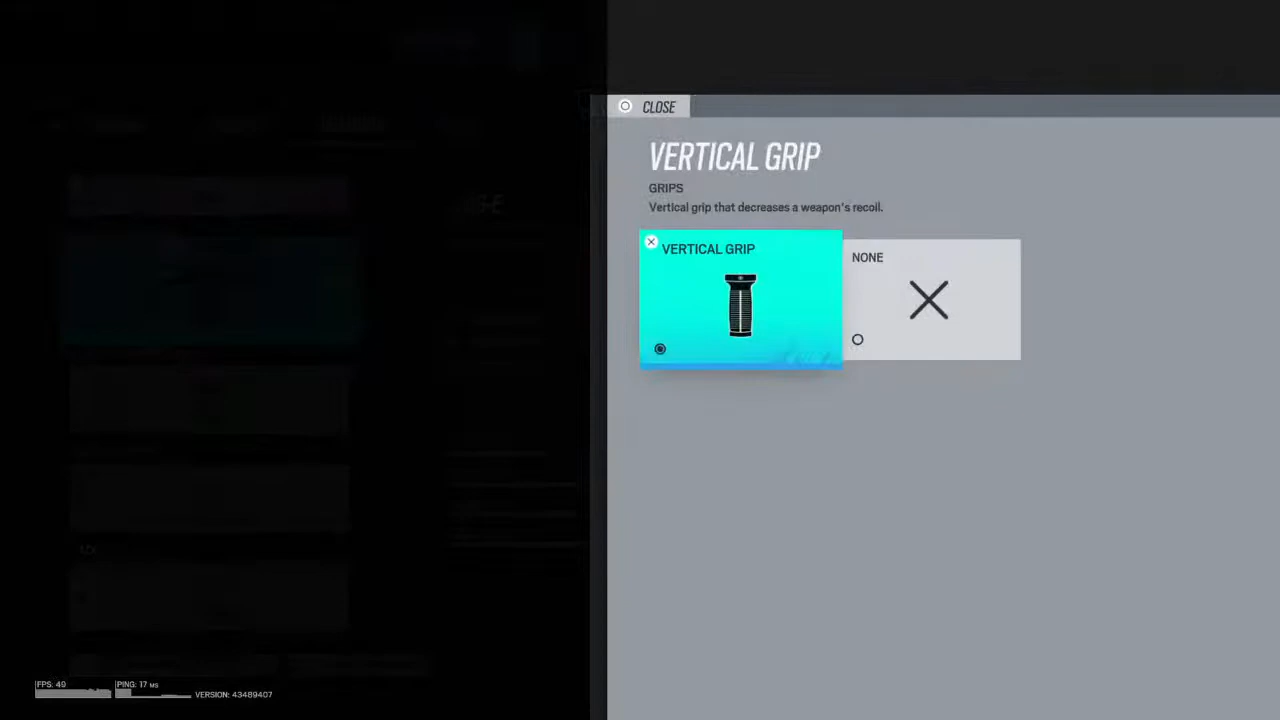 CLOSE
VERTICAL GRIP
GRIPS
Vertical grip that decreases a weapon's recoil.
VERTICAL GRIP
NONE
FPS: 49
PING: 17 MS
VERSION: 43489407